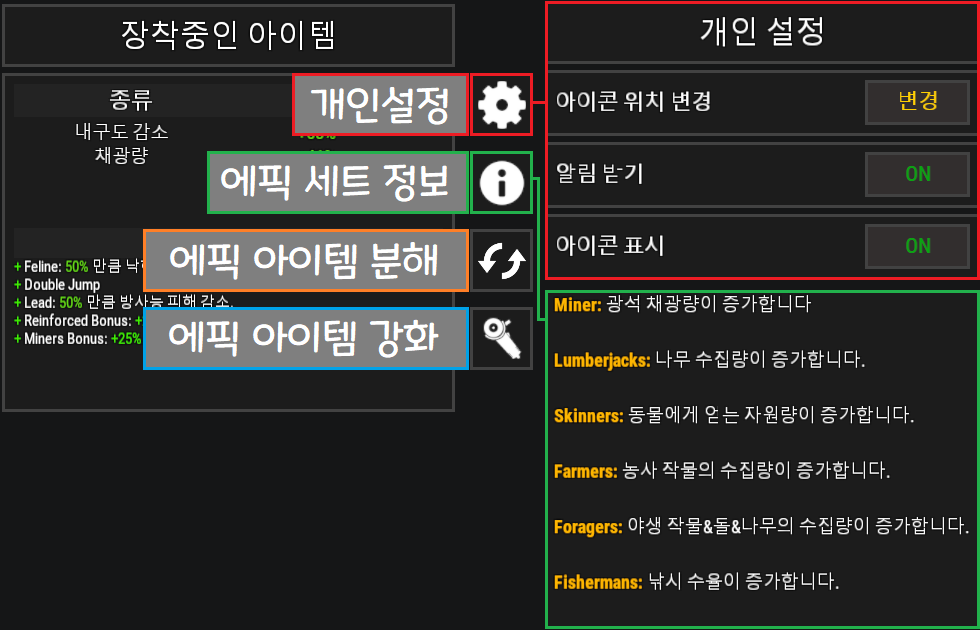 장착중인 아이템
종류
내구도 감소
채광량
+ Feline: 50% 만큼
+ Double Jump
+ Lead: 50% 만큼 방사능 피해 감소.
+ Reinforced Bonus:
+ Miners Bonus: +25%
개인설정
에픽 세트 정보
에픽 아이템 분해
에픽 아이템 강화
개인 설정
아이콘 위치 변경 변경
알림 받기 ON
아이콘 표시 ON
Miner: 광석 채광량이 증가합니다
Lumberjacks: 나무 수집량이 증가합니다.
Skinners: 동물에게 얻는 자원량이 증가합니다.
Farmers: 농사 작물의 수집량이 증가합니다.
Foragers: 야생 작물&돌&나무의 수집량이 증가합니다.
Fishermans: 낚시 수율이 증가합니다.